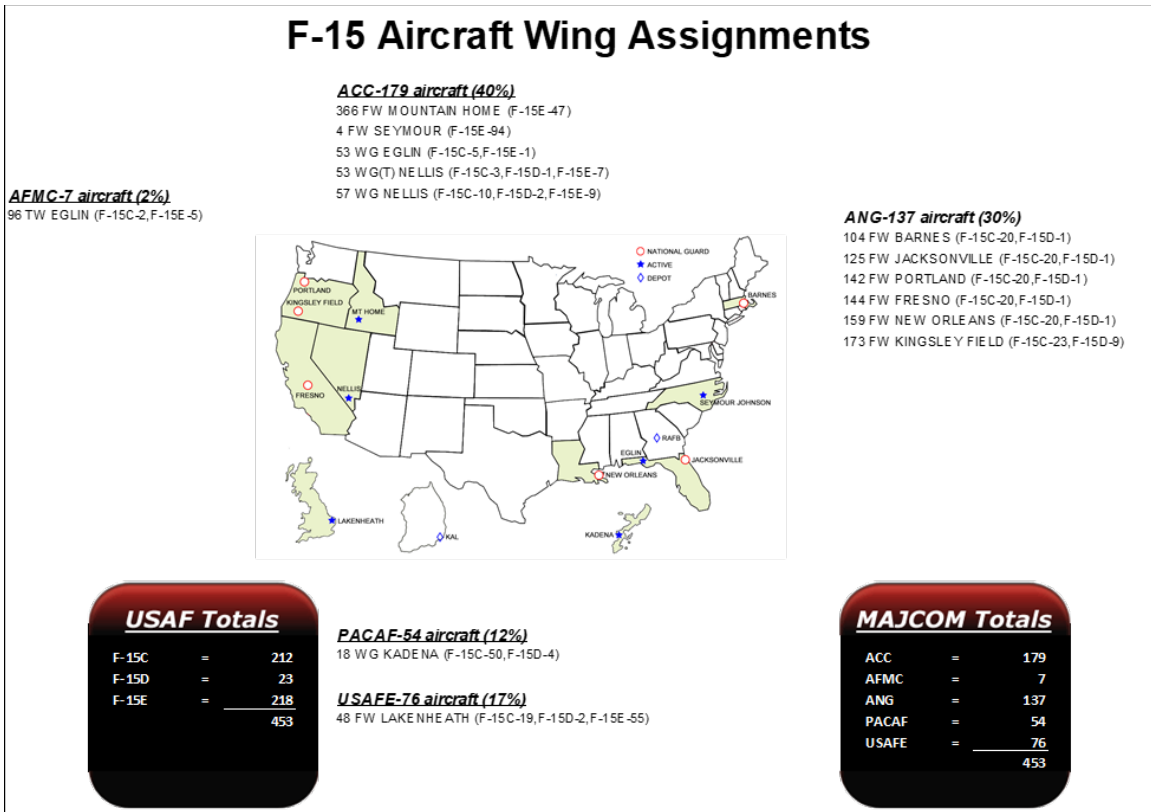 F-15 Aircraft Wing Assignments
ACC-179 aircraft (40%)
366 FW MOUNTAIN HOME (F-15E-47)
4 FW SEYMOUR (F-15E-94)
53 WG EGLIN (F-15C-5,F-15E-1)
53 WG(T) NELLIS (F-15C-3,F-15D-1,F-15E-7)
57 WG NELLIS (F-15C-10,F-15D-2,F-15E-9)
AFMC-7 aircraft (2%)
96 TW EGLIN (F-15C-2,F-15E-5)
ANG-137 aircraft (30%)
104 FW BARNES (F-15C-20,F-15D-1)
125 FW JACKSONVILLE (F-15C-20,F-15D-1)
142 FW PORTLAND (F-15C-20,F-15D-1)
144 FW FRESNO (F-15C-20,F-15D-1)
159 FW NEW ORLEANS (F-15C-20,F-15D-1)
173 FW KINGSLEY FIELD (F-15C-23,F-15D-9)
NATIONAL GUARD
ACTIVE
DEPOT
PORTLAND
KINGSLEY FIELD
MT HOME
BARNES
NELLIS
FRESNO
SEYMOUR JOHNSON
RAFB
EGLIN
JACKSONVILLE
NEW ORLEANS
LAKENHEATH
KAL
KADENA
USAF Totals
F-15C = 212
F-15D = 23
F-15E = 218
453
PACAF-54 aircraft (12%)
18 WG KADENA (F-15C-50,F-15D-4)
USAFE-76 aircraft (17%)
48 FW LAKENHEATH (F-15C-19,F-15D-2,F-15E-55)
MAJCOM Totals
ACC = 179
AFMC = 7
ANG = 137
PACAF = 54
USAFE = 76
453